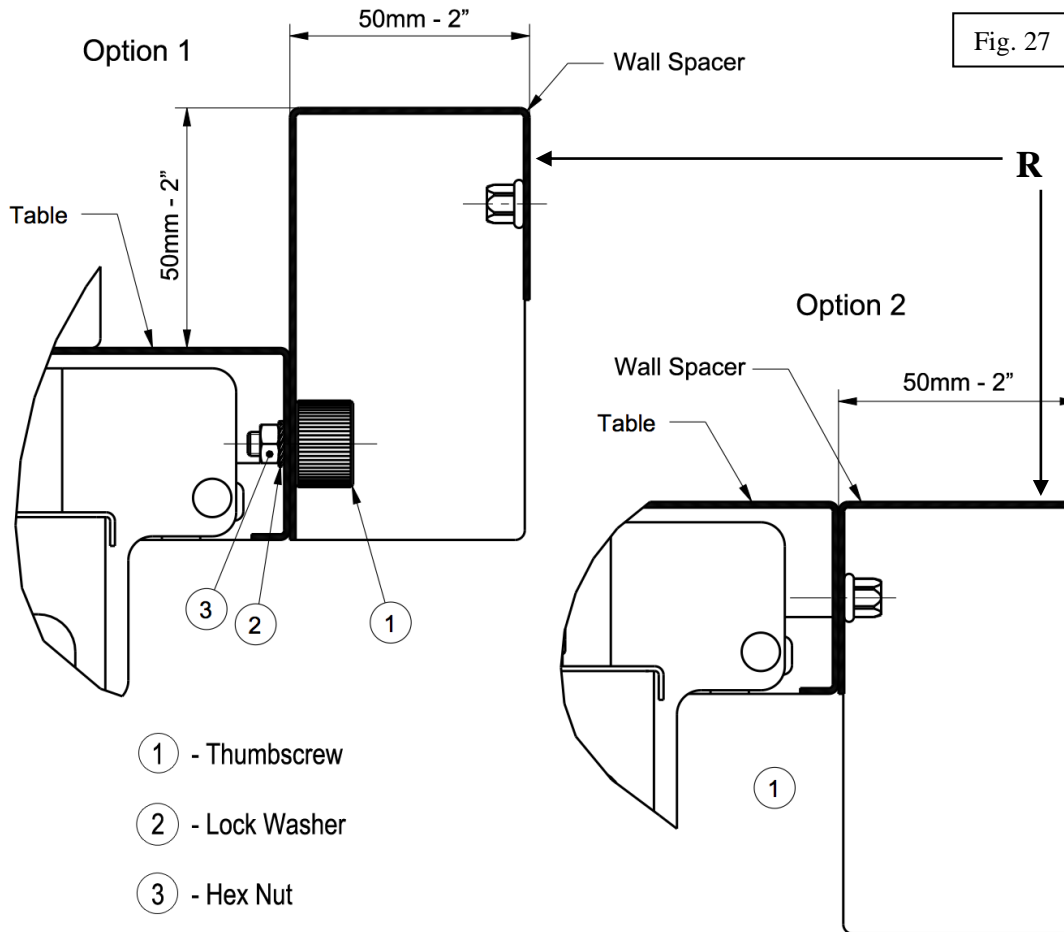 50mm - 2”
Option 1
Fig. 27
Wall Spacer
R
50mm - 2”
Table
Option 2
Wall Spacer
50mm - 2”
Table
3
2
1
1 - Thumbscrew
1
2 - Lock Washer
3 - Hex Nut